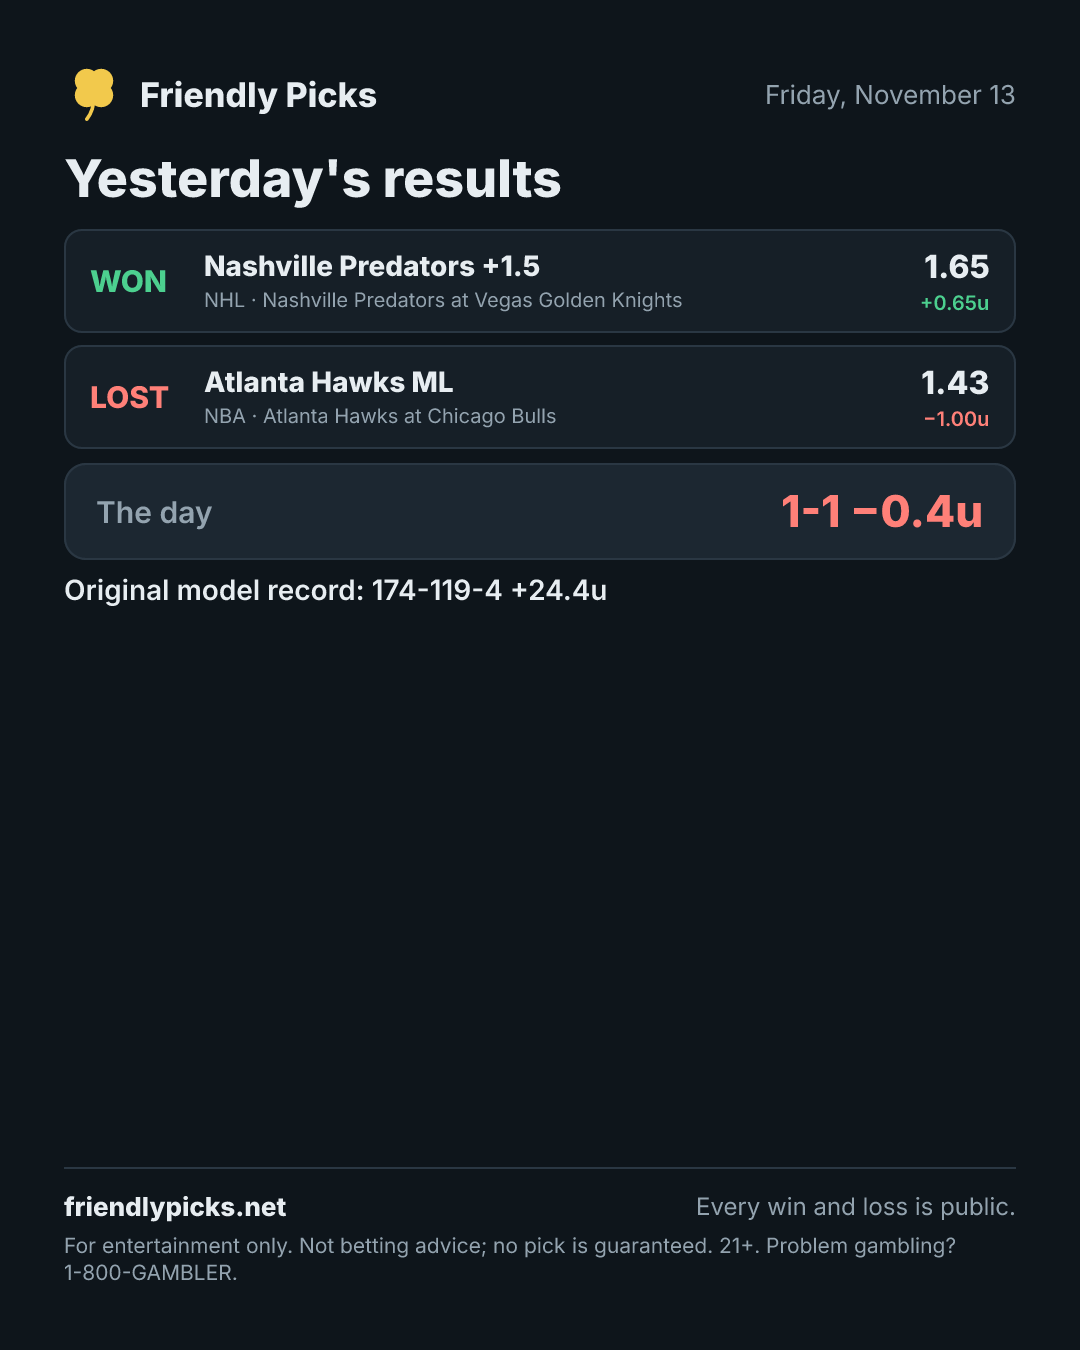 Friendly Picks
Friday, November 13
Yesterday's results
WON
Nashville Predators +1.5
1.65
NHL · Nashville Predators at Vegas Golden Knights
+0.65u
LOST
Atlanta Hawks ML
1.43
NBA · Atlanta Hawks at Chicago Bulls
−1.00u
The day
1-1 −0.4u
Original model record: 174-119-4 +24.4u
friendlypicks.net
Every win and loss is public.
For entertainment only. Not betting advice; no pick is guaranteed. 21+. Problem gambling?
1-800-GAMBLER.